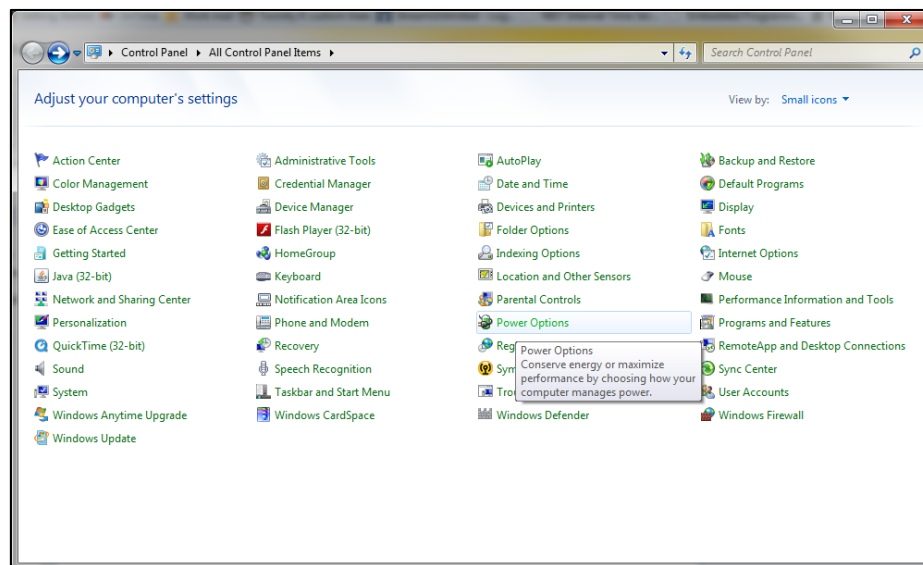 Control Panel All Control Panel Items Search Control Panel
Adjust your computer's settings View by: Small icons
Action Center Administrative Tools AutoPlay Backup and Restore
Color Management Credential Manager Date and Time Default Programs
Desktop Gadgets Device Manager Devices and Printers Display
Ease of Access Center Flash Player (32-bit) Folder Options Fonts
Getting Started HomeGroup Indexing Options Internet Options
Java (32-bit) Keyboard Location and Other Sensors Mouse
Network and Sharing Center Notification Area Icons Parental Controls Performance Information and Tools
Personalization Phone and Modem Power Options Programs and Features
QuickTime (32-bit) Recovery Reg RemoteApp and Desktop Connections
Power Options
Conserve energy or maximize
performance by choosing how your
computer manages power.
Sound Speech Recognition Sym Sync Center
System Taskbar and Start Menu Tro User Accounts
Windows Anytime Upgrade Windows CardSpace Windows Defender Windows Firewall
Windows Update